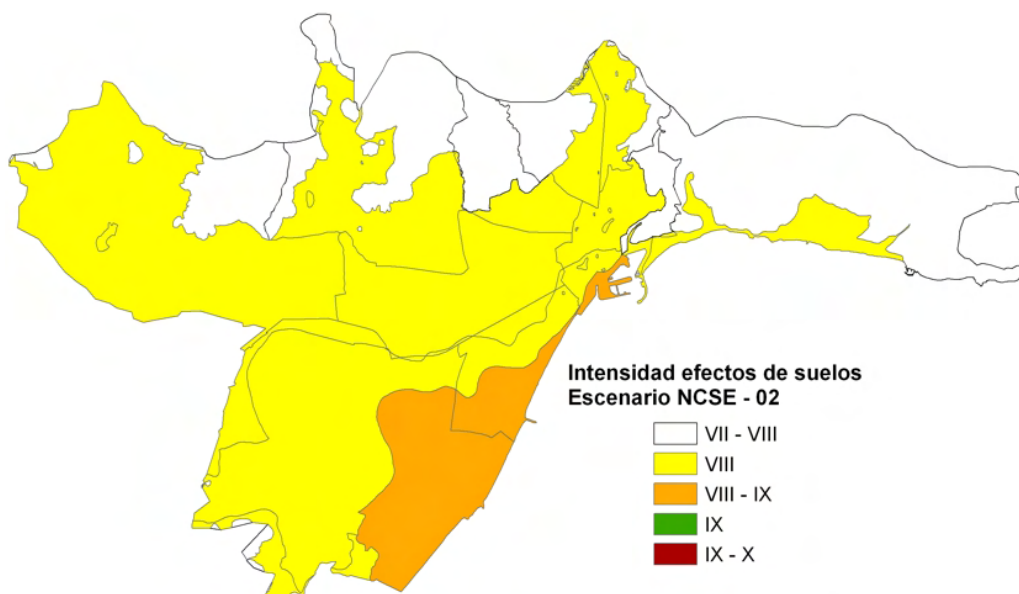 Intensidad efectos de suelos
Escenario NCSE - 02
VII - VIII
VIII
VIII - IX
IX
IX - X